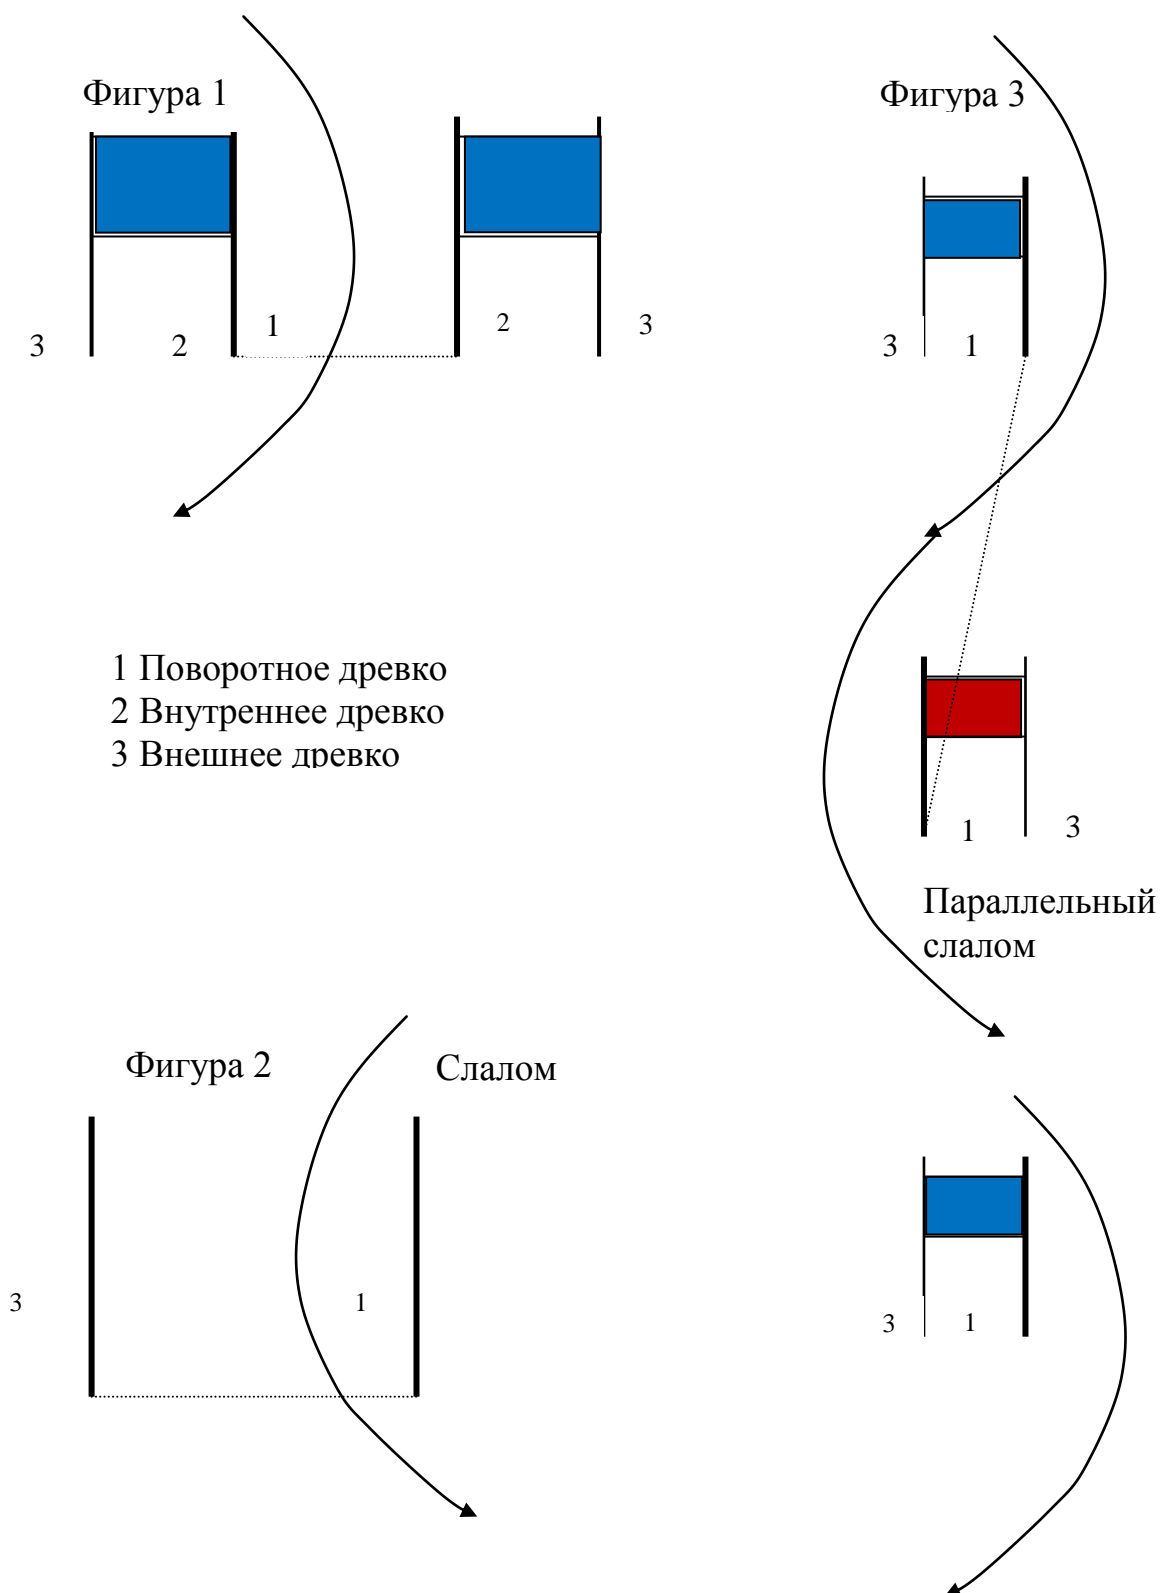 Фигура 1
Фигура 3
3
2
1
2
3
3
1
1 Поворотное древко
2 Внутреннее древко
3 Внешнее древко
1
3
Параллельный
слалом
Фигура 2
Слалом
3
1
3
1